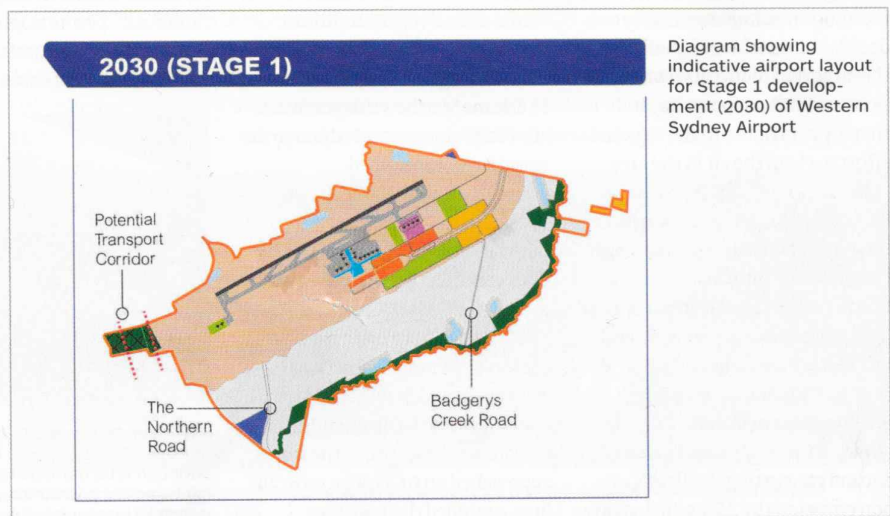 2030 (STAGE 1)
Diagram showing
indicative airport layout
for Stage 1 develop-
ment (2030) of Western
Sydney Airport
Potential
Transport
Corridor
The
Northern
Road
Badgerys
Creek Road